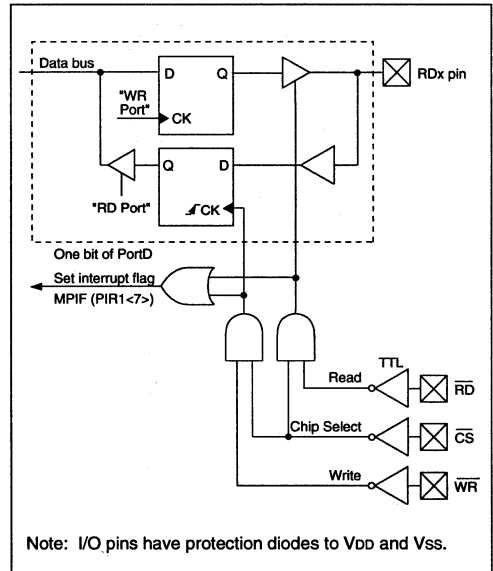 Data bus
D Q
RDx pin
"WR
Port"
CK
Q D
"RD Port"
CK
One bit of PortD
Set interrupt flag
MPIF (PIR1<7>)
TTL
Read
RD
Chip Select
CS
Write
WR
Note: I/O pins have protection diodes to VDD and VSS.